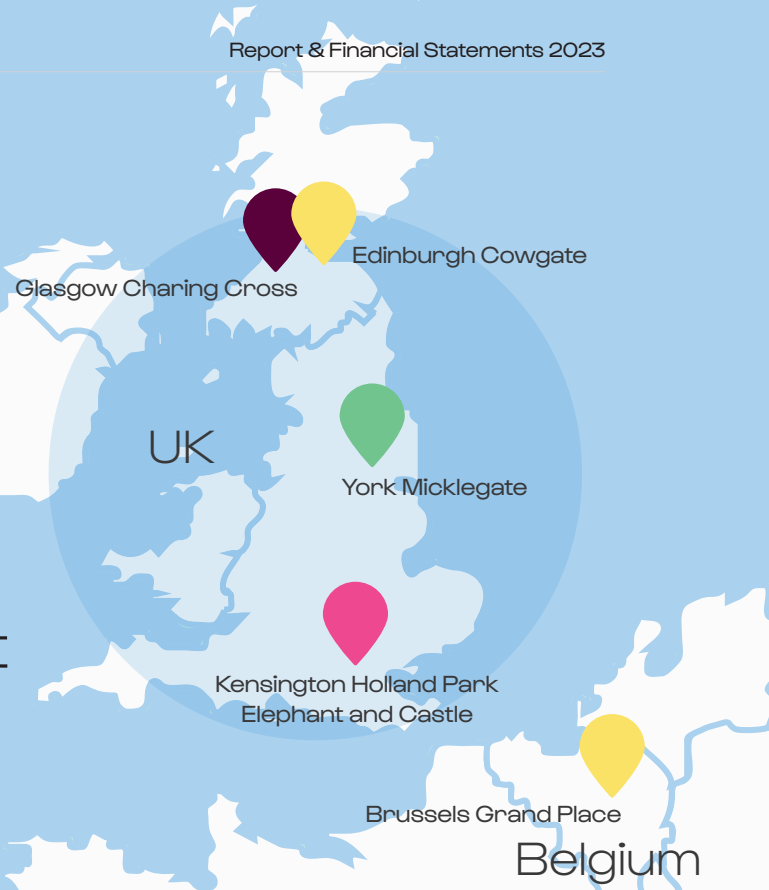 Report & Financial Statements 2023
Edinburgh Cowgate
Glasgow Charing Cross
UK
York Micklegate
Kensington Holland Park
Elephant and Castle
Brussels Grand Place
Belgium